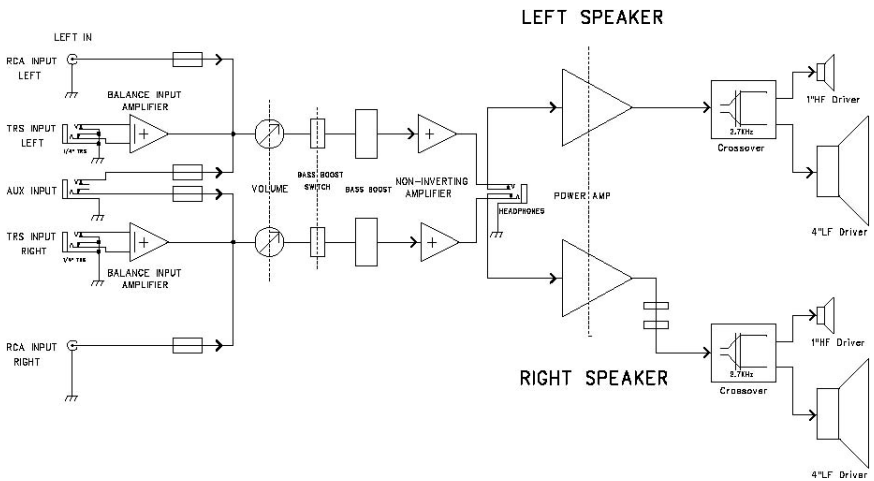 LEFT SPEAKER
LEFT IN
RCA INPUT
LEFT
BALANCE INPUT
AMPLIFIER
TRS INPUT
LEFT
1/4" TRS
AUX INPUT
TRS INPUT
RIGHT
1/4" TRS
BALANCE INPUT
AMPLIFIER
RCA INPUT
RIGHT
VOLUME
BASS BOOST
SWITCH
BASS BOOST
NON-INVERTING
AMPLIFIER
HEADPHONES
POWER AMP
2.7KHz
Crossover
1"HF Driver
4"LF Driver
RIGHT SPEAKER
2.7KHz
Crossover
1"HF Driver
4"LF Driver